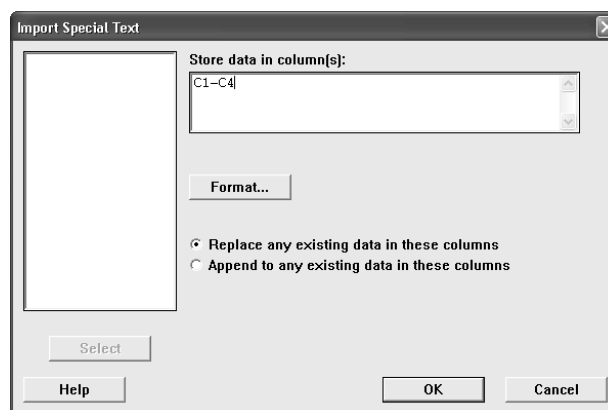 Import Special Text
Store data in column(s):
C1-C4
Format...
Replace any existing data in these columns
Append to any existing data in these columns
Select
Help
OK
Cancel